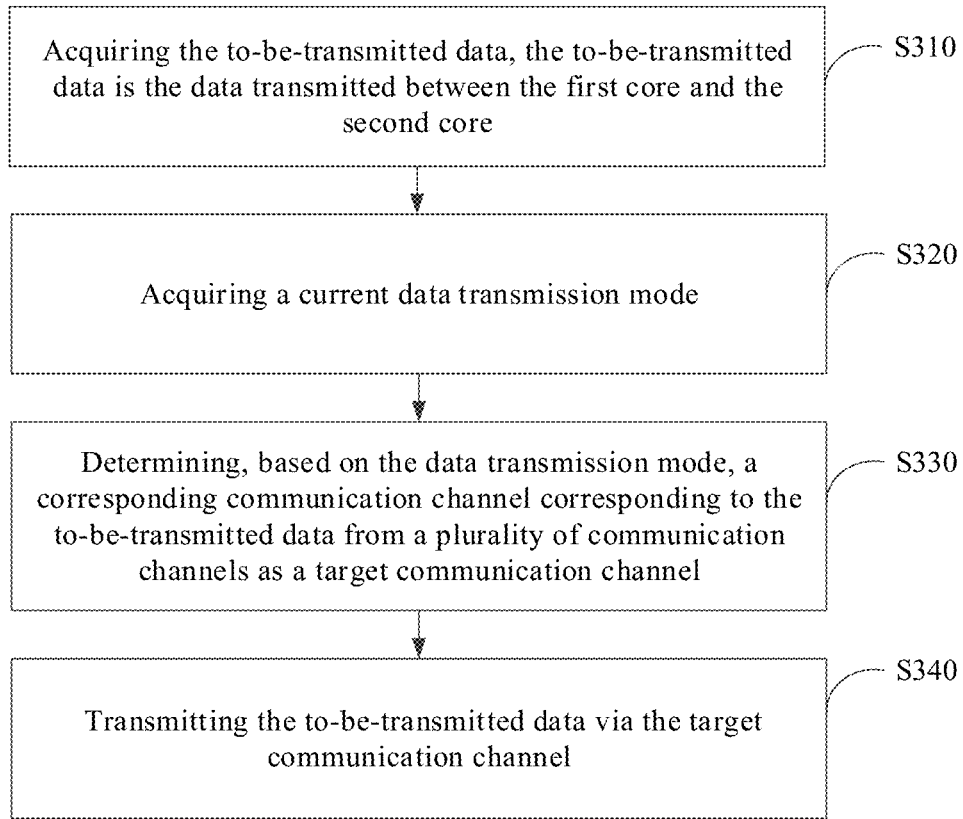 Acquiring the to-be-transmitted data, the to-be-transmitted
data is the data transmitted between the first core and the
second core
S310
Acquiring a current data transmission mode
S320
Determining, based on the data transmission mode, a
corresponding communication channel corresponding to the
to-be-transmitted data from a plurality of communication
channels as a target communication channel
S330
Transmitting the to-be-transmitted data via the target
communication channel
S340